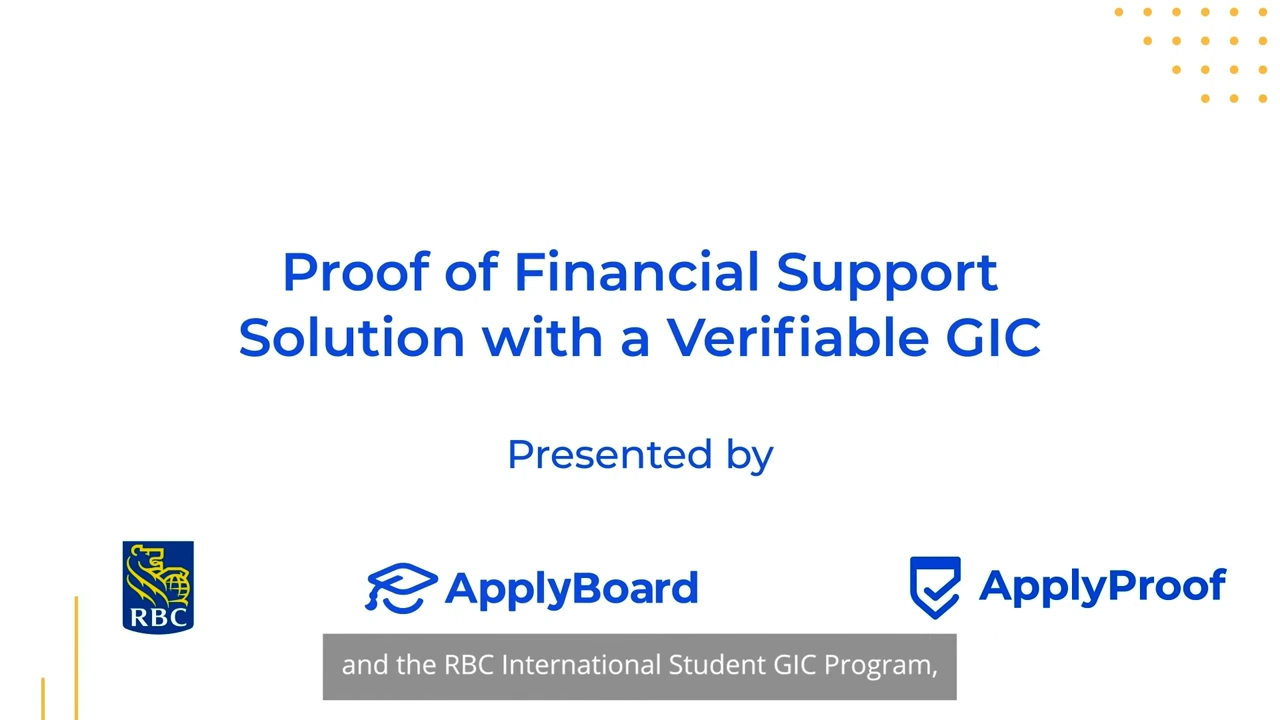 Proof of Financial Support
Solution with a Verifiable GIC
Presented by
RBC
ApplyBoard
ApplyProof
and the RBC International Student GIC Program,